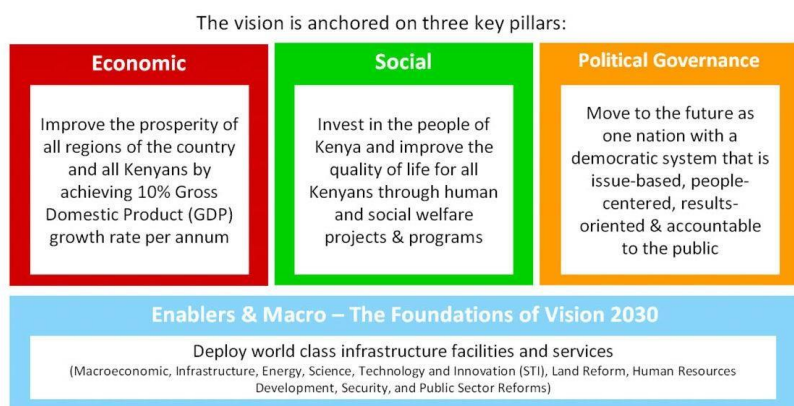 The vision is anchored on three key pillars:
Economic
Improve the prosperity of
all regions of the country
and all Kenyans by
achieving 10% Gross
Domestic Product (GDP)
growth rate per annum
Social
Invest in the people of
Kenya and improve the
quality of life for all
Kenyans through human
and social welfare
projects & programs
Political Governance
Move to the future as
one nation with a
democratic system that is
issue-based, people-
centered, results-
oriented & accountable
to the public
Enablers & Macro – The Foundations of Vision 2030
Deploy world class infrastructure facilities and services
(Macroeconomic, Infrastructure, Energy, Science, Technology and Innovation (STI), Land Reform, Human Resources
Development, Security, and Public Sector Reforms)